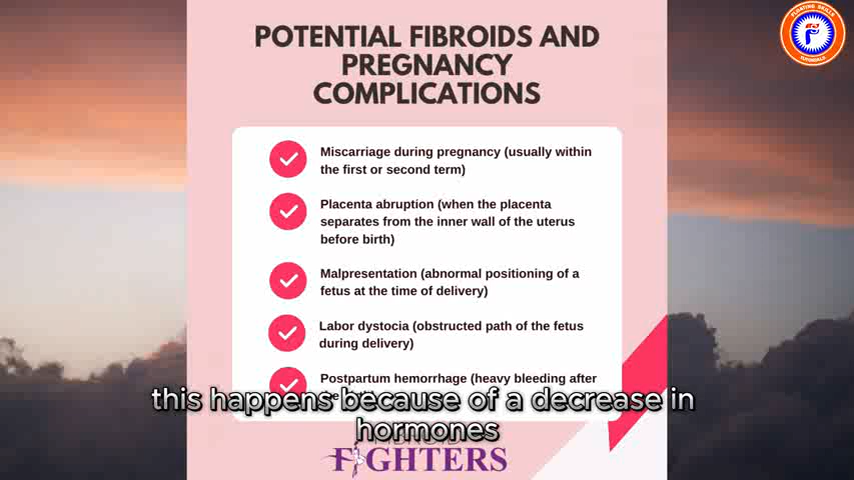 POTENTIAL FIBROIDS AND
PREGNANCY
COMPLICATIONS
Miscarriage during pregnancy (usually within
the first or second term)
Placenta abruption (when the placenta
separates from the inner wall of the uterus
before birth)
Malpresentation (abnormal positioning of a
fetus at the time of delivery)
Labor dystocia (obstructed path of the fetus
during delivery)
Postpartum hemorrhage (heavy bleeding after
this happens because of a decrease in
hormones
FIGHTERS
FLOATING SKILLS
TUTORIALS